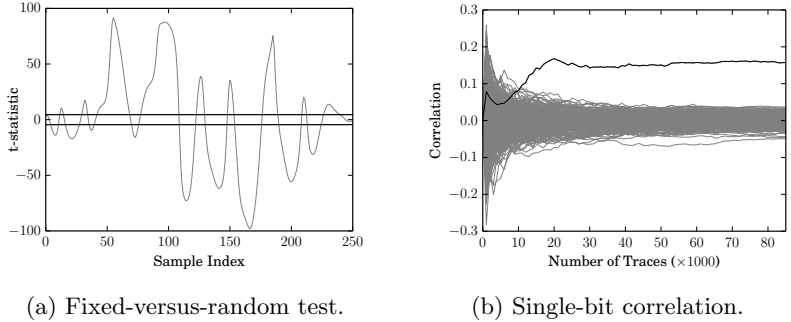 100
50
0
−50
−100
t-statistic
0 50 100 150 200 250
Sample Index
0.3
0.2
0.1
0.0
−0.1
−0.2
−0.3
Correlation
0 10 20 30 40 50 60 70 80
Number of Traces (×1000)
(a) Fixed-versus-random test.
(b) Single-bit correlation.